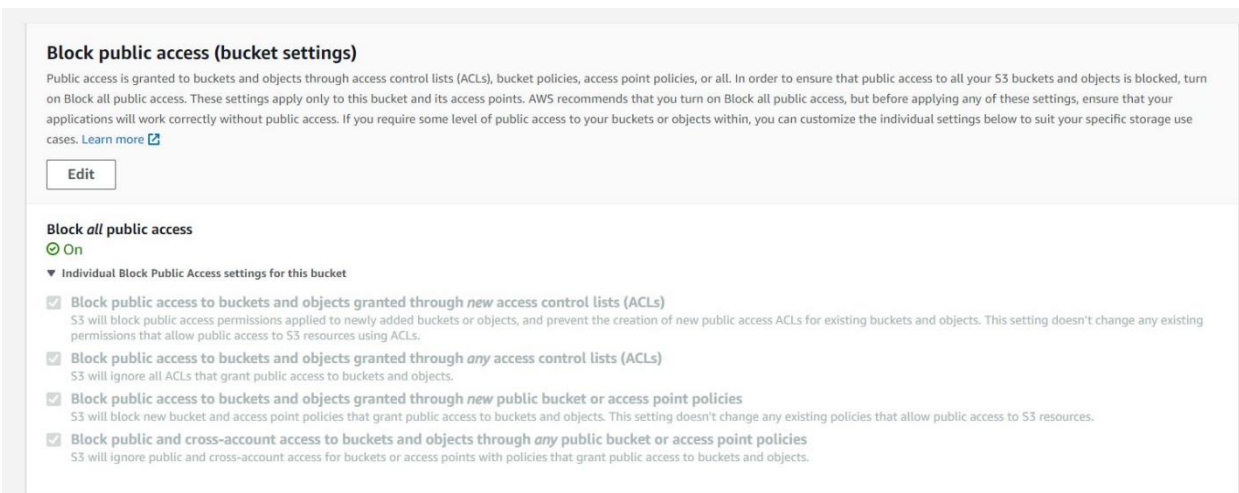 Block public access (bucket settings)
Public access is granted to buckets and objects through access control lists (ACLs), bucket policies, access point policies, or all. In order to ensure that public access to all your S3 buckets and objects is blocked, turn
on Block all public access. These settings apply only to this bucket and its access points. AWS recommends that you turn on Block all public access, but before applying any of these settings, ensure that your
applications will work correctly without public access. If you require some level of public access to your buckets or objects within, you can customize the individual settings below to suit your specific storage use
cases. Learn more
Edit
Block all public access
On
Individual Block Public Access settings for this bucket
Block public access to buckets and objects granted through new access control lists (ACLs)
S3 will block public access permissions applied to newly added buckets or objects, and prevent the creation of new public access ACLs for existing buckets and objects. This setting doesn't change any existing
permissions that allow public access to S3 resources using ACLs.
Block public access to buckets and objects granted through any access control lists (ACLs)
S3 will ignore all ACLs that grant public access to buckets and objects.
Block public access to buckets and objects granted through new public bucket or access point policies
S3 will block new bucket and access point policies that grant public access to buckets and objects. This setting doesn't change any existing policies that allow public access to S3 resources.
Block public and cross-account access to buckets and objects through any public bucket or access point policies
S3 will ignore public and cross-account access for buckets or access points with policies that grant public access to buckets and objects.